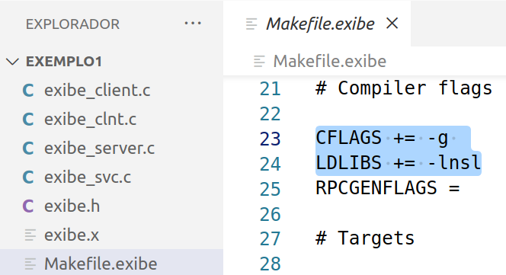 EXPLORADOR ···
EXEMPLO1
C exibe_client.c
C exibe_clnt.c
C exibe_server.c
C exibe_svc.c
C exibe.h
exibe.x
Makefile.exibe
Makefile.exibe ×
Makefile.exibe
21 # Compiler flags
22
23 CFLAGS += -g
24 LDLIBS += -lnsl
25 RPCGENFLAGS =
26
27 # Targets
28